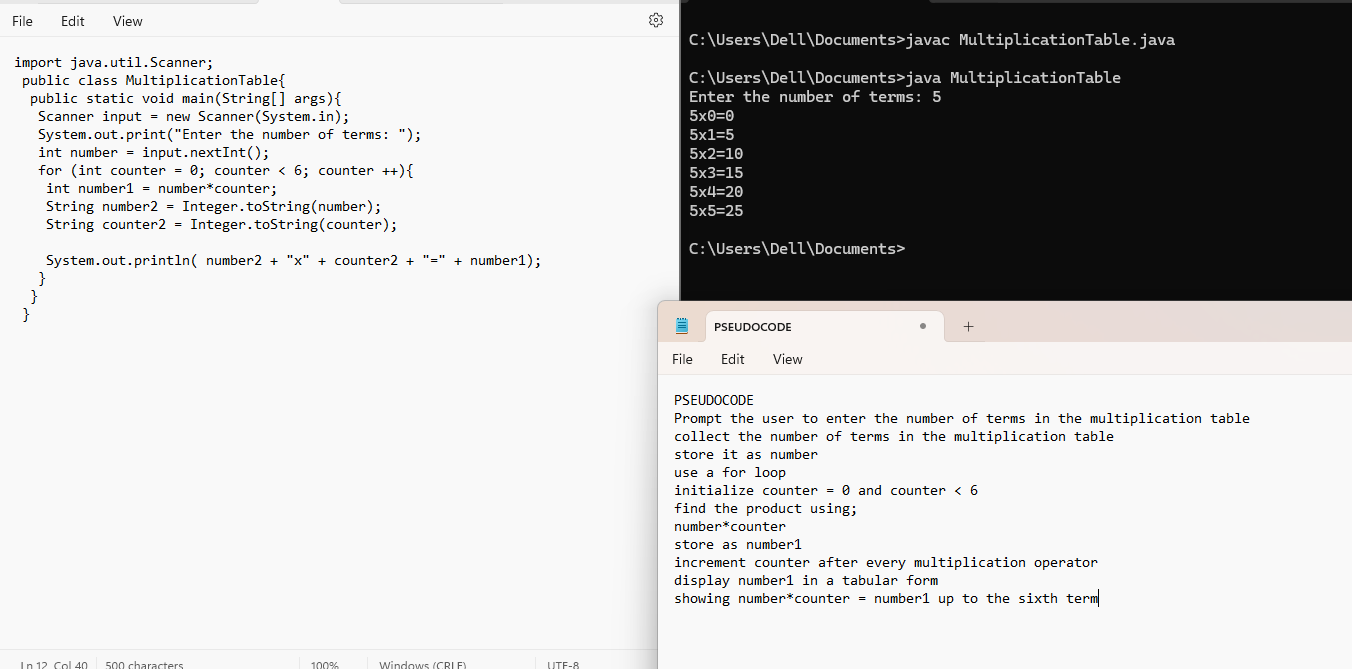 File Edit View
import java.util.Scanner;
public class MultiplicationTable{
public static void main(String[] args){
Scanner input = new Scanner(System.in);
System.out.print("Enter the number of terms: ");
int number = input.nextInt();
for (int counter = 0; counter < 6; counter ++){
int number1 = number*counter;
String number2 = Integer.toString(number);
String counter2 = Integer.toString(counter);
System.out.println( number2 + "x" + counter2 + "=" + number1);
}
}
}
Ln 12, Col 40 500 characters 100% Windows (CRLF) UTF-8
C:\Users\Dell\Documents>javac MultiplicationTable.java
C:\Users\Dell\Documents>java MultiplicationTable
Enter the number of terms: 5
5x0=0
5x1=5
5x2=10
5x3=15
5x4=20
5x5=25
C:\Users\Dell\Documents>
PSEUDOCODE
File Edit View
PSEUDOCODE
Prompt the user to enter the number of terms in the multiplication table
collect the number of terms in the multiplication table
store it as number
use a for loop
initialize counter = 0 and counter < 6
find the product using;
number*counter
store as number1
increment counter after every multiplication operator
display number1 in a tabular form
showing number*counter = number1 up to the sixth term